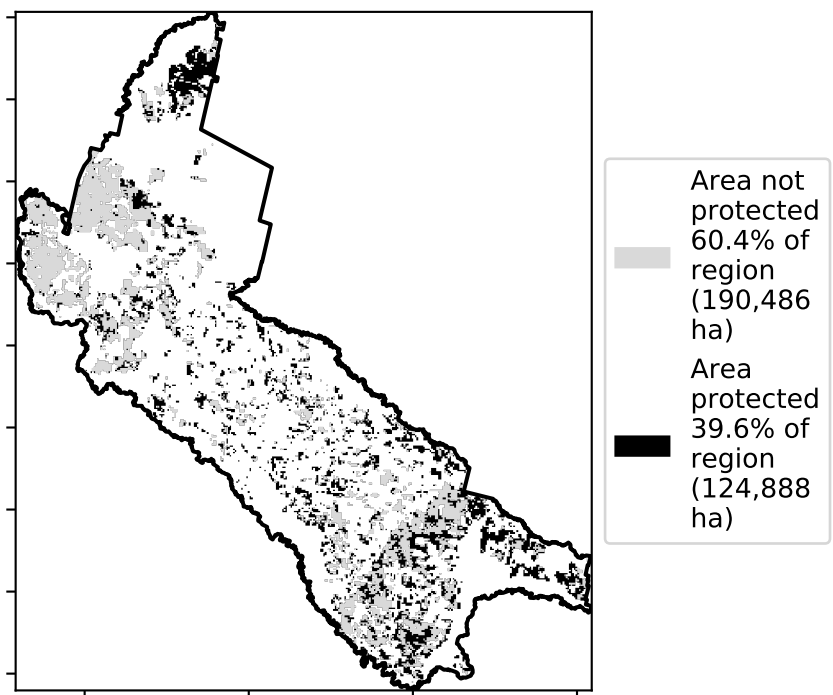 Area not
protected
60.4% of
region
(190,486
ha)
Area
protected
39.6% of
region
(124,888
ha)